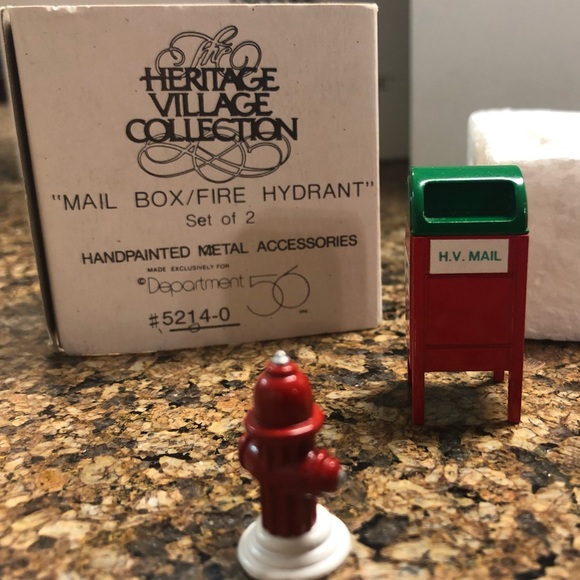 The
HERITAGE
VILLAGE
COLLECTION
"MAIL BOX/FIRE HYDRANT"
Set of 2
HANDPAINTED METAL ACCESSORIES
MADE EXCLUSIVELY FOR
©Department 56
#5214-0
H.V. MAIL